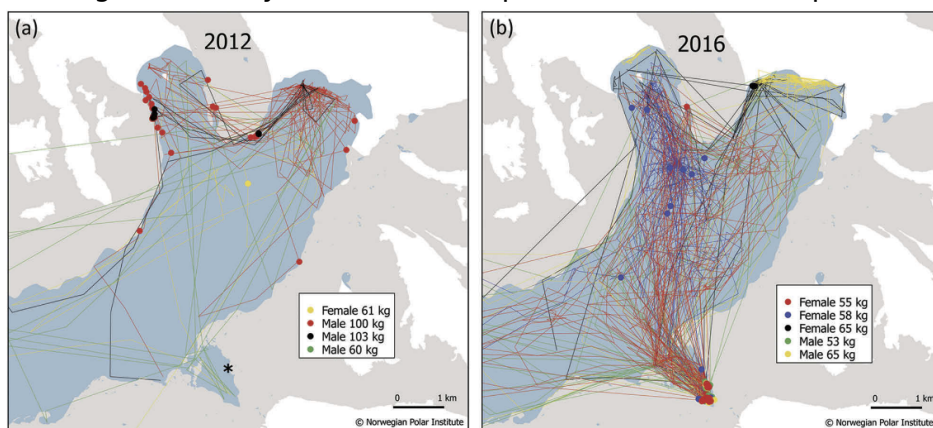 (a)
2012
Female 61 kg
Male 100 kg
Male 103 kg
Male 60 kg
*
0 1 km
© Norwegian Polar Institute
(b)
2016
Female 55 kg
Female 58 kg
Female 65 kg
Male 53 kg
Male 65 kg
0 1 km
© Norwegian Polar Institute